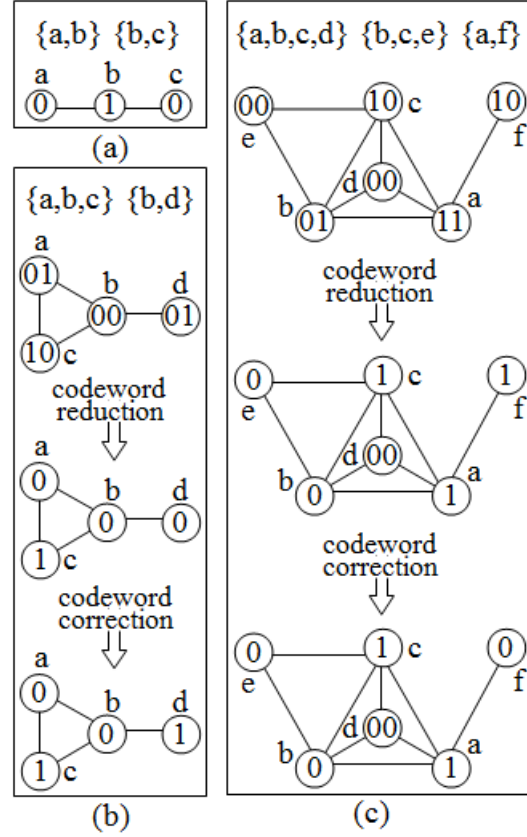 {a,b} {b,c}
a b c
0 1 0
(a)
{a,b,c} {b,d}
a
01
b d
00 01
10 c
codeword
reduction
a
0
b d
0 0
1 c
codeword
correction
a
0
b d
0 1
1 c
(b)
{a,b,c,d} {b,c,e} {a,f}
00 10 c 10
e f
d 00
b a
01 11
codeword
reduction
0 1 c 1
e f
d 00
b a
0 1
codeword
correction
0 1 c 0
e f
d 00
b a
0 1
(c)